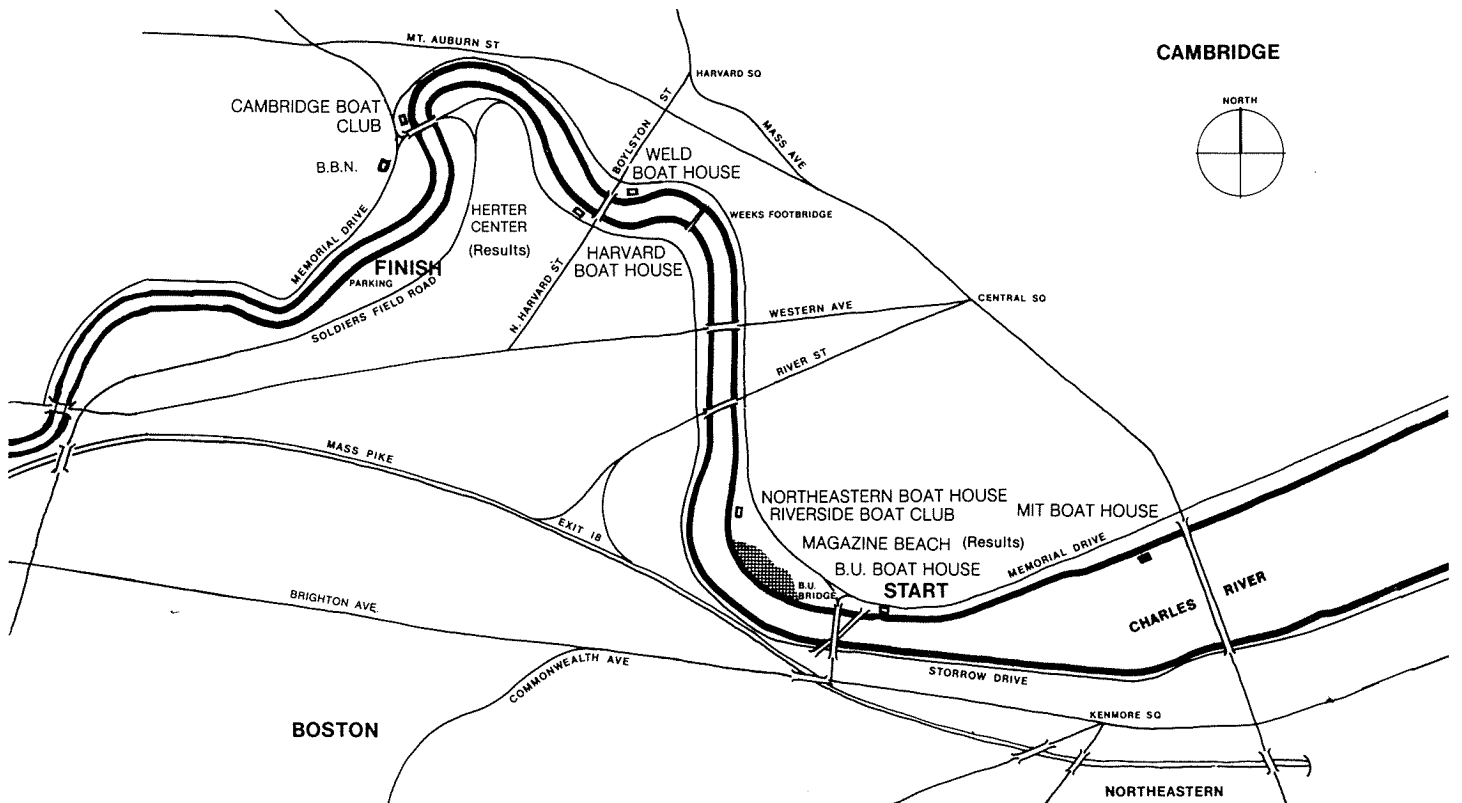 MT. AUBURN ST
CAMBRIDGE
HARVARD SQ
NORTH
CAMBRIDGE BOAT
CLUB
BOYLSTON ST
MASS AVE
B.B.N.
WELD
BOAT HOUSE
HERTER
CENTER
(Results)
WEEKS FOOTBRIDGE
MEMORIAL DRIVE
HARVARD
BOAT HOUSE
FINISH
PARKING
N. HARVARD ST
SOLDIERS FIELD ROAD
CENTRAL SQ
WESTERN AVE
RIVER ST
MASS PIKE
NORTHEASTERN BOAT HOUSE
RIVERSIDE BOAT CLUB
MIT BOAT HOUSE
EXIT 18
MAGAZINE BEACH (Results)
MEMORIAL DRIVE
B.U. BOAT HOUSE
B.U.
BRIDGE
START
BRIGHTON AVE.
CHARLES RIVER
COMMONWEALTH AVE
STORROW DRIVE
BOSTON
KENMORE SQ
NORTHEASTERN